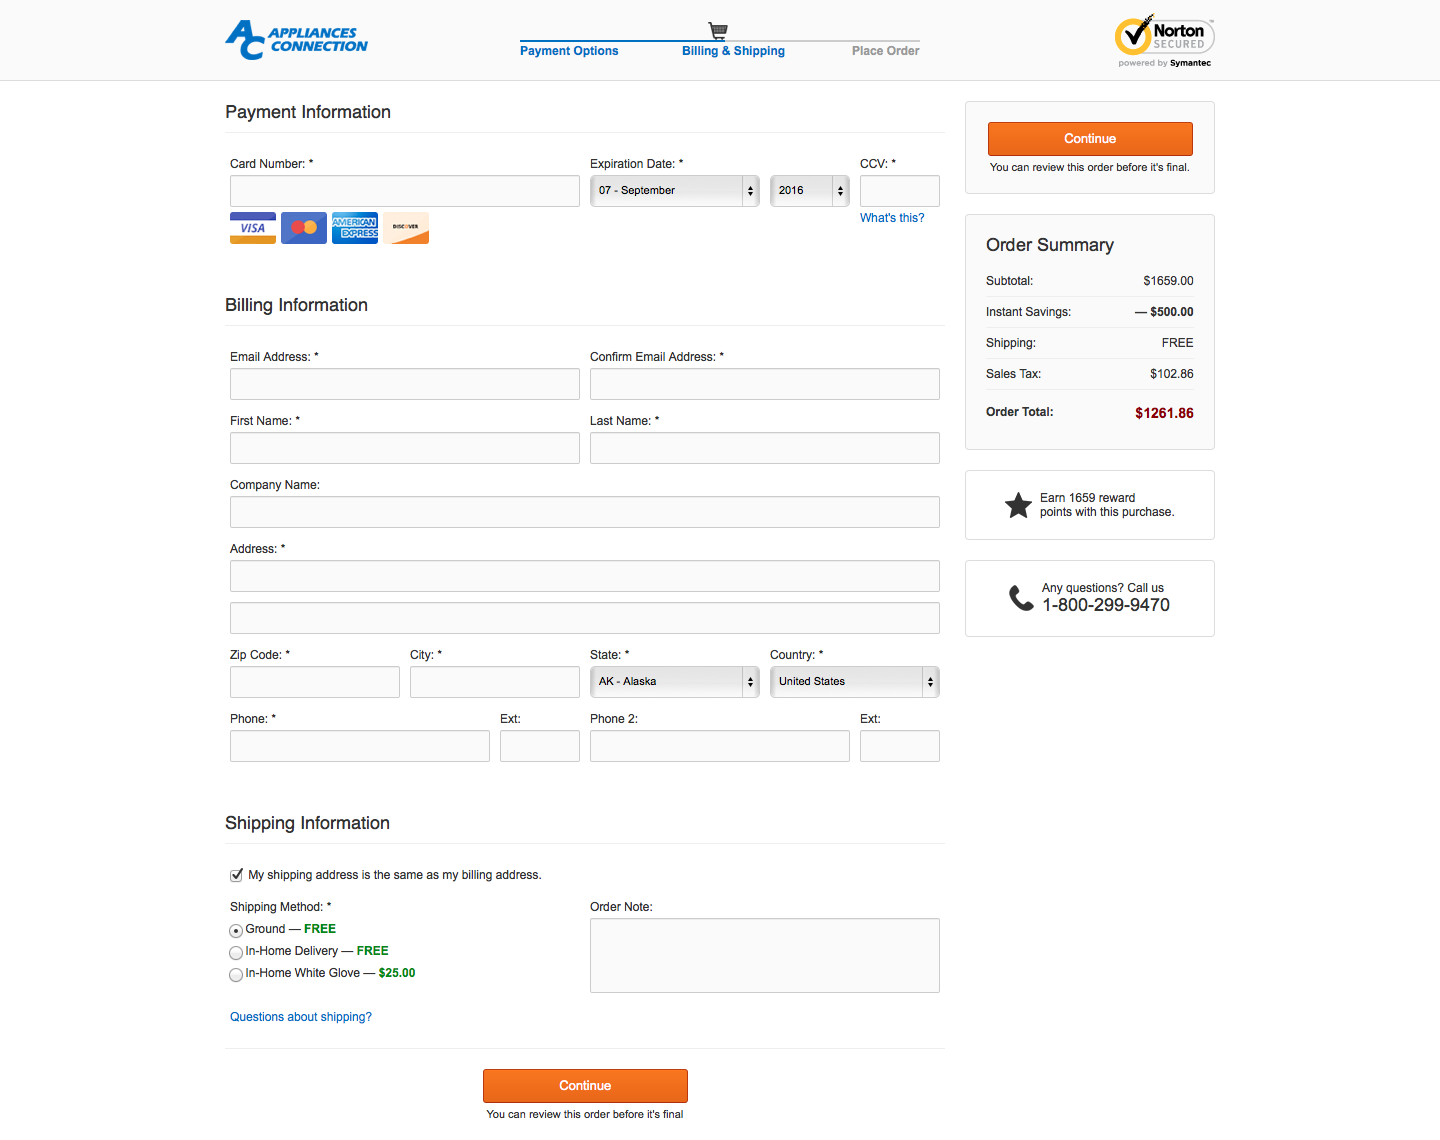 APPLIANCES
CONNECTION
Payment Options
Billing & Shipping
Place Order
Norton
SECURED
powered by Symantec
Payment Information
Card Number: *
Expiration Date: *
CCV: *
07 - September
2016
VISA
AMERICAN
EXPRESS
DISCOVER
What's this?
Continue
You can review this order before it's final.
Order Summary
Subtotal: $1659.00
Instant Savings: — $500.00
Shipping: FREE
Sales Tax: $102.86
Order Total: $1261.86
Earn 1659 reward
points with this purchase.
Any questions? Call us
1-800-299-9470
Billing Information
Email Address: *
Confirm Email Address: *
First Name: *
Last Name: *
Company Name:
Address: *
Zip Code: *
City: *
State: *
Country: *
AK - Alaska
United States
Phone: *
Ext:
Phone 2:
Ext:
Shipping Information
My shipping address is the same as my billing address.
Shipping Method: *
Order Note:
Ground — FREE
In-Home Delivery — FREE
In-Home White Glove — $25.00
Questions about shipping?
Continue
You can review this order before it's final